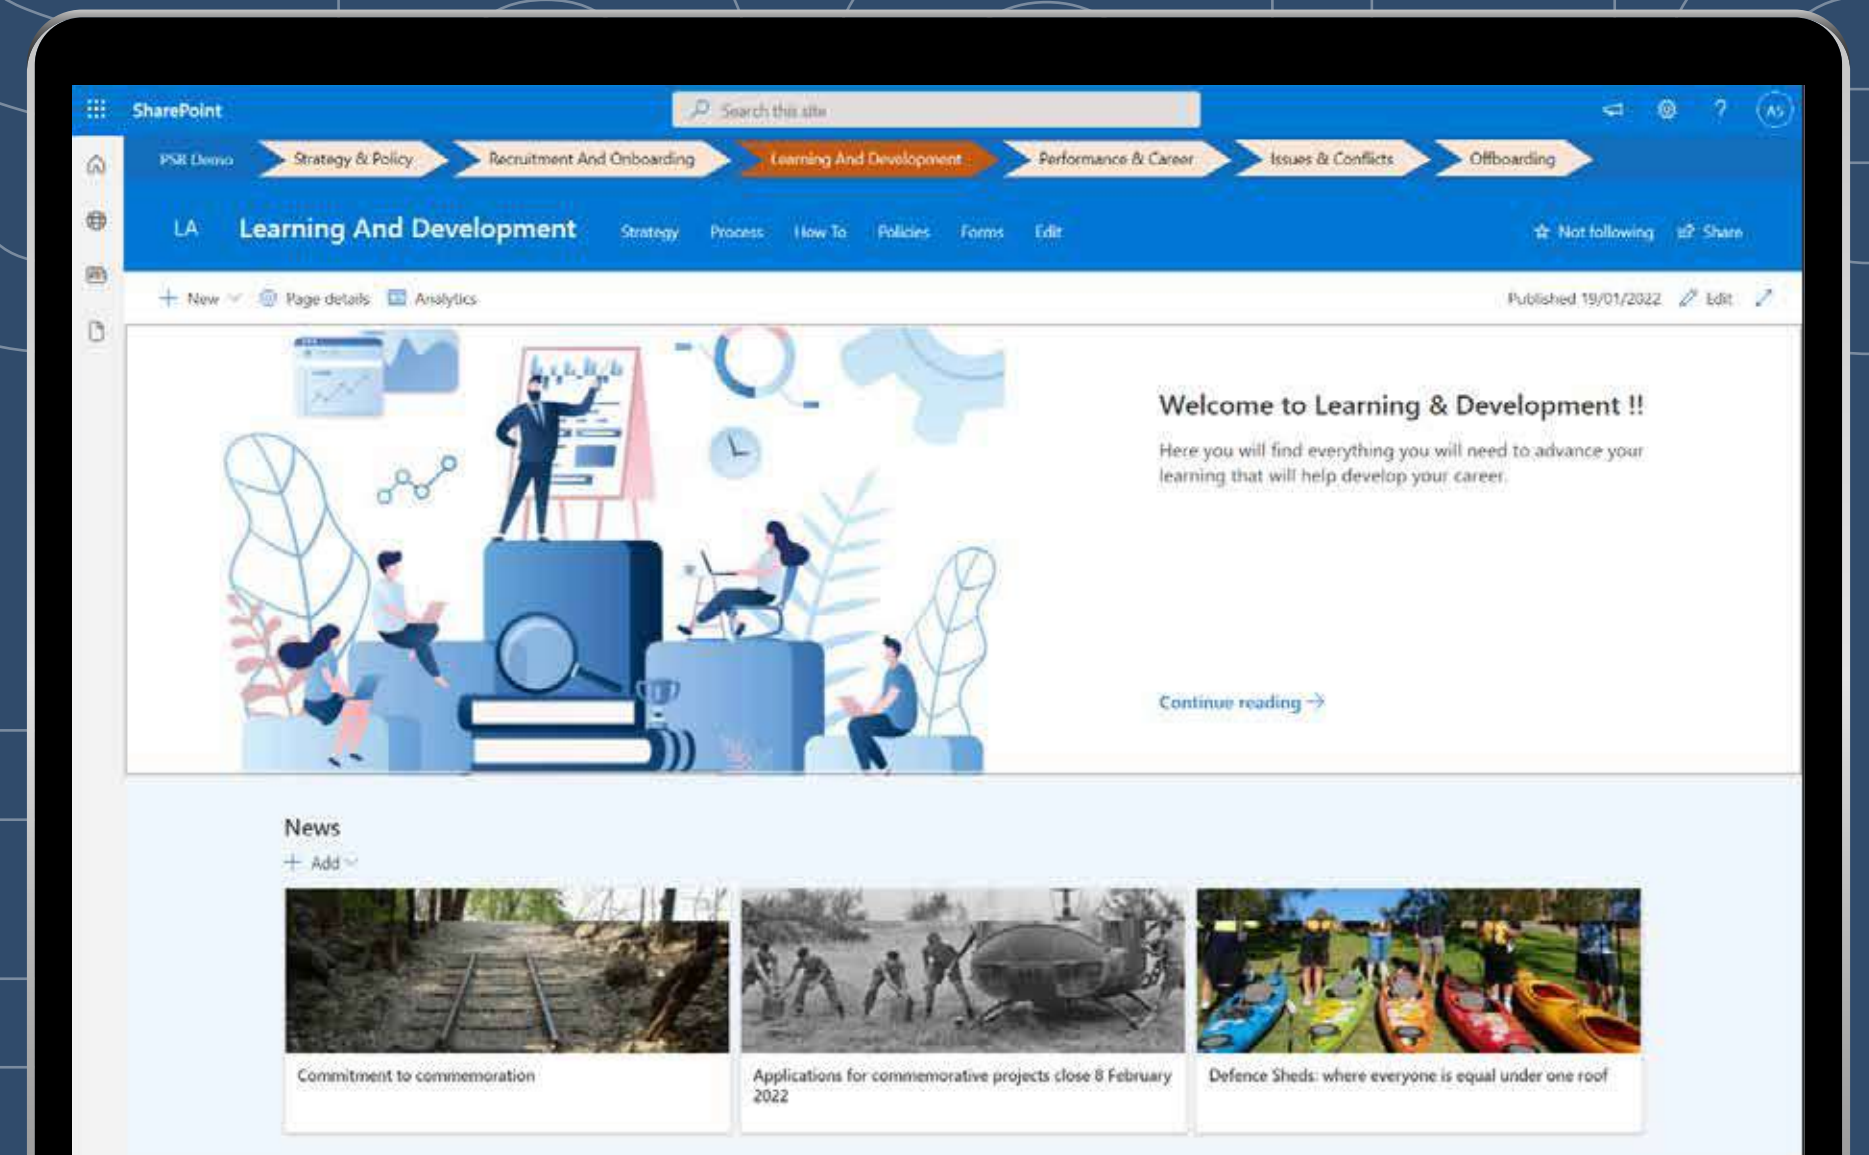 SharePoint
Search this site
AS
PSB Demo
Strategy & Policy
Recruitment And Onboarding
Learning And Development
Performance & Career
Issues & Conflicts
Offboarding
LA
Learning And Development
Strategy
Process
How To
Policies
Forms
Edit
Not following
Share
New
Page details
Analytics
Published 19/01/2022
Edit
Welcome to Learning & Development !!
Here you will find everything you will need to advance your
learning that will help develop your career.
Continue reading →
News
Add
Commitment to commemoration
Applications for commemorative projects close 8 February
2022
Defence Sheds: where everyone is equal under one roof